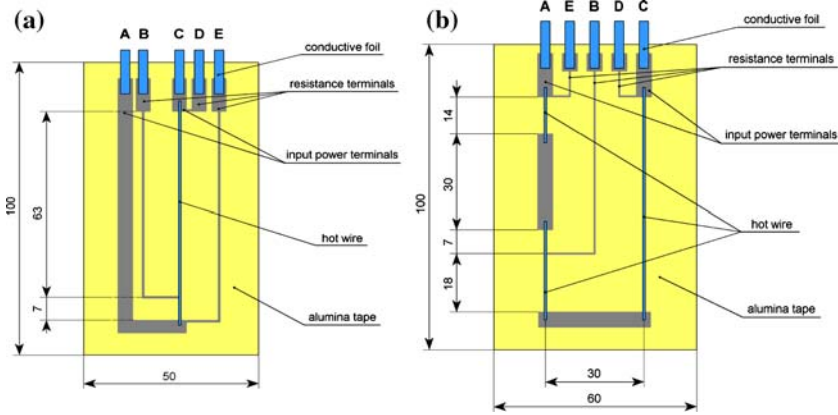 (a)
A B C D E
conductive foil
resistance terminals
input power terminals
hot wire
alumina tape
100
63
7
50
(b)
A E B D C
conductive foil
resistance terminals
input power terminals
hot wire
alumina tape
100
14
30
7
18
30
60